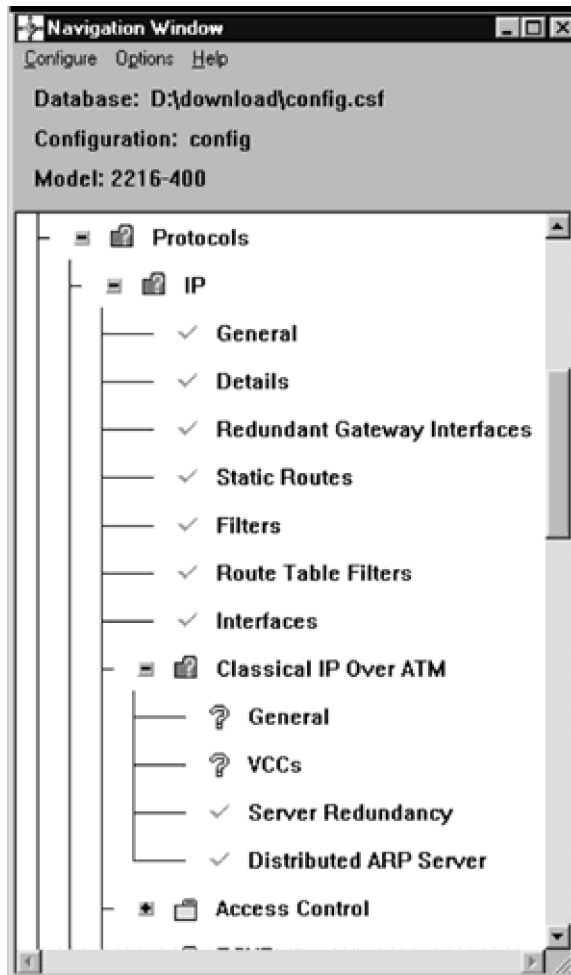 Navigation Window
Configure Options Help
Database: D:\download\config.csf
Configuration: config
Model: 2216-400
Protocols
IP
General
Details
Redundant Gateway Interfaces
Static Routes
Filters
Route Table Filters
Interfaces
Classical IP Over ATM
General
VCCs
Server Redundancy
Distributed ARP Server
Access Control